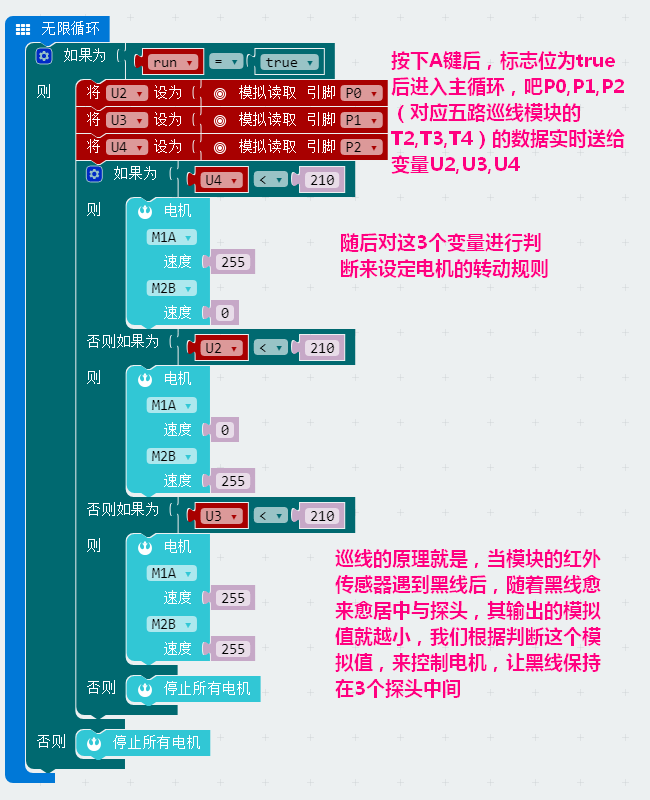 无限循环
如果为 run = true
则
将 U2 设为 模拟读取 引脚 P0
将 U3 设为 模拟读取 引脚 P1
将 U4 设为 模拟读取 引脚 P2
按下A键后，标志位为true
后进入主循环，吧P0,P1,P2
（对应五路巡线模块的
T2,T3,T4）的数据实时送给
变量U2,U3,U4
如果为 U4 < 210
则 电机
M1A
速度 255
M2B
速度 0
随后对这3个变量进行判
断来设定电机的转动规则
否则如果为 U2 < 210
则 电机
M1A
速度 0
M2B
速度 255
否则如果为 U3 < 210
则 电机
M1A
速度 255
M2B
速度 255
巡线的原理就是，当模块的红外
传感器遇到黑线后，随着黑线愈
来愈居中与探头，其输出的模拟
值就越小，我们根据判断这个模
拟值，来控制电机，让黑线保持
在3个探头中间
否则 停止所有电机
否则 停止所有电机